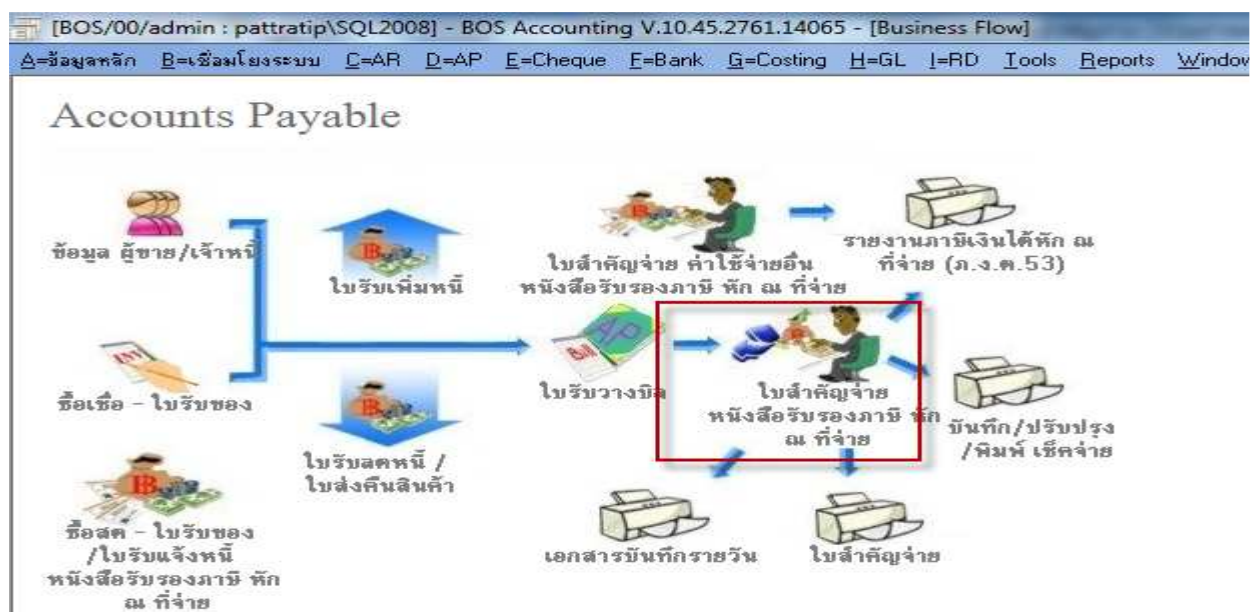 [BOS/00/admin : pattratip\SQL2008] - BOS Accounting V.10.45.2761.14065 - [Business Flow]
A=ข้อมูลหลัก B=เชื่อมโยงระบบ C=AR D=AP E=Cheque F=Bank G=Costing H=GL I=RD Tools Reports Window
Accounts Payable
ข้อมูล ผู้ขาย/เจ้าหนี้
ใบรับเพิ่มหนี้
ใบสำคัญจ่าย ค่าใช้จ่ายอื่น
หนังสือรับรองภาษี หัก ณ ที่จ่าย
รายงานภาษีเงินได้หัก ณ
ที่จ่าย (ภ.ง.ด.53)
INV
ซื้อเชื่อ - ใบรับของ
Bill
AP
ใบรับวางบิล
ใบสำคัญจ่าย
หนังสือรับรองภาษี หัก
ณ ที่จ่าย
บันทึก/ปรับปรุง
/พิมพ์ เช็คจ่าย
ใบรับลดหนี้ /
ใบส่งคืนสินค้า
ซื้อสด - ใบรับของ
/ใบรับแจ้งหนี้
หนังสือรับรองภาษี หัก
ณ ที่จ่าย
เอกสารบันทึกรายวัน
ใบสำคัญจ่าย